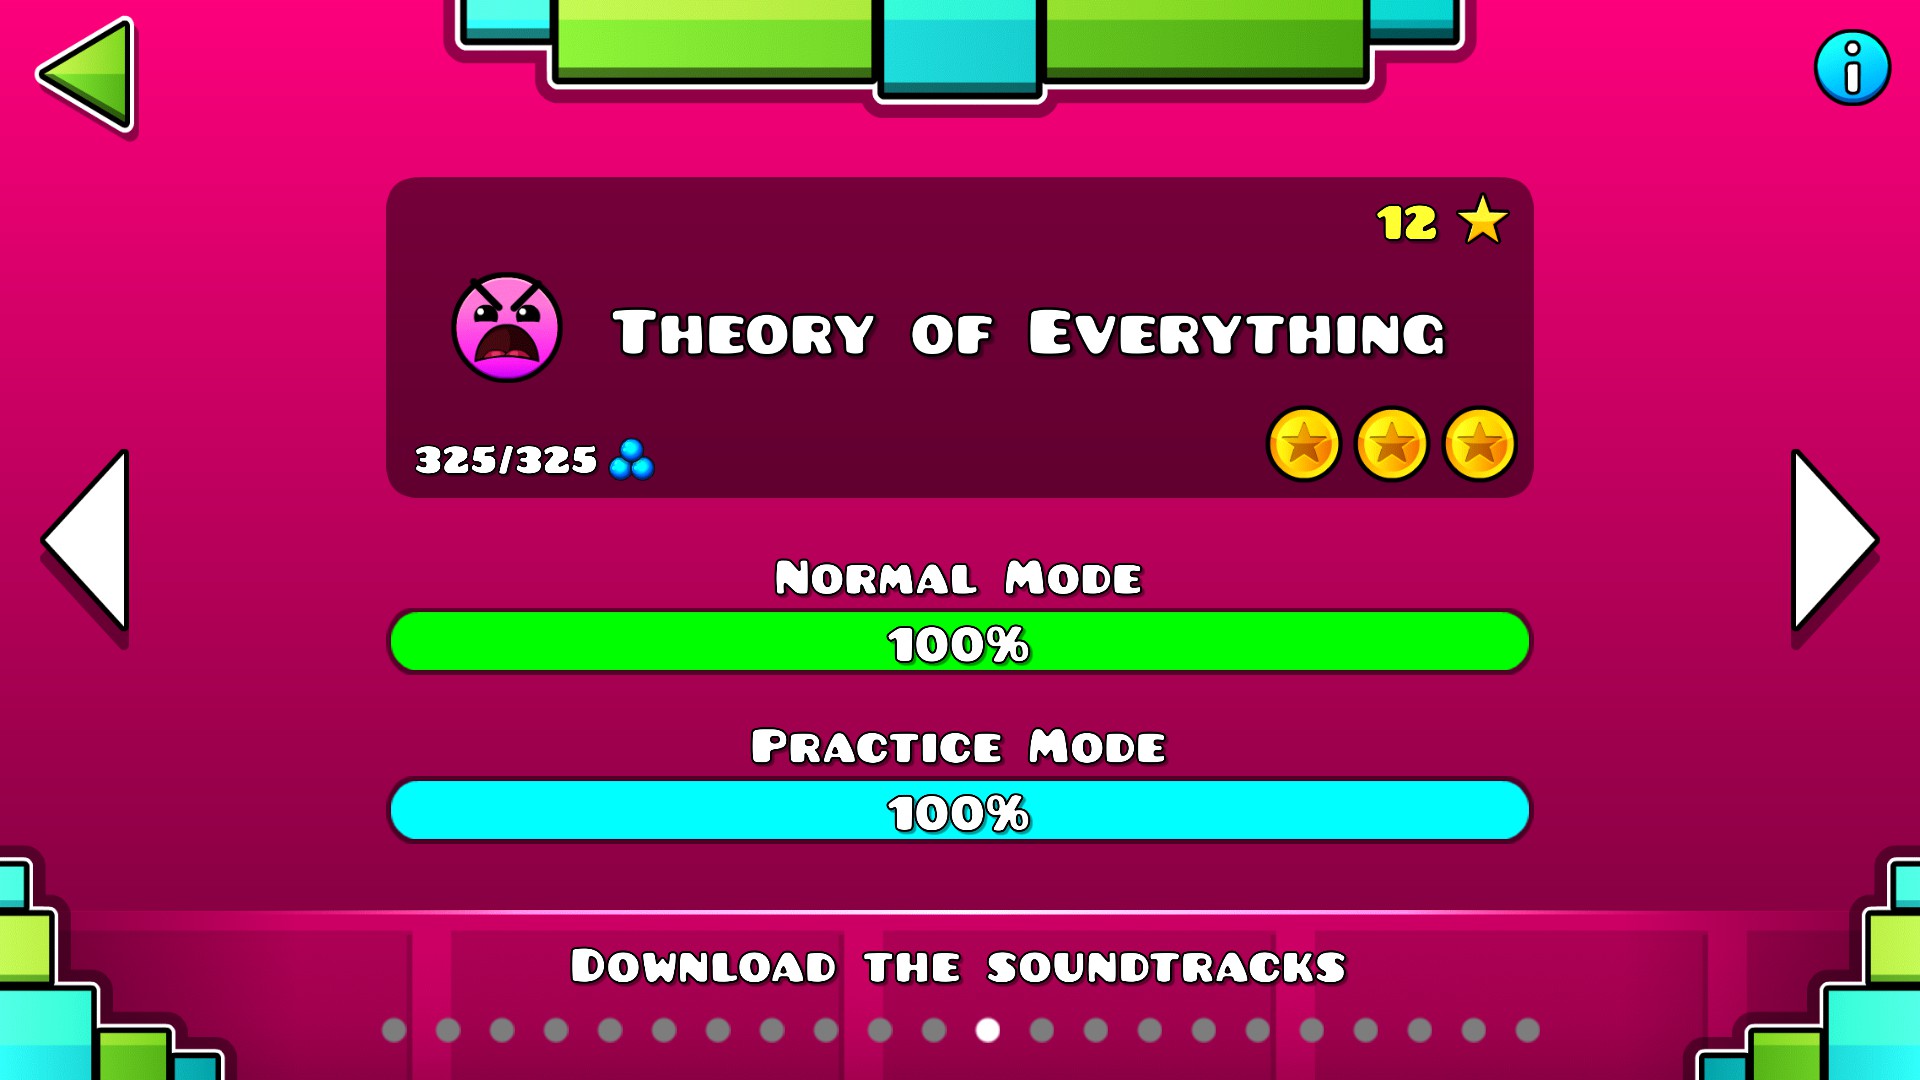 12
Theory of Everything
325/325
Normal Mode
100%
Practice Mode
100%
Download the soundtracks